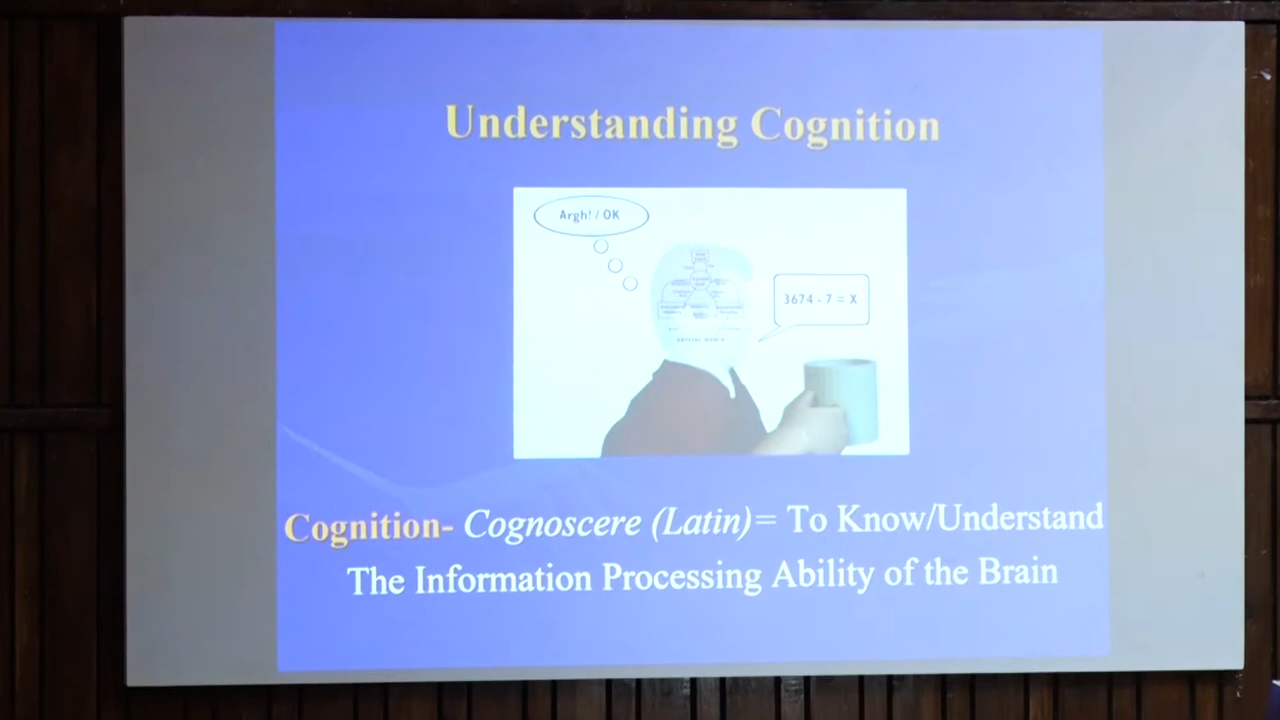 Understanding Cognition
Argh! / OK
3674 - 7 = X
Cognition- Cognoscere (Latin)= To Know/Understand
The Information Processing Ability of the Brain